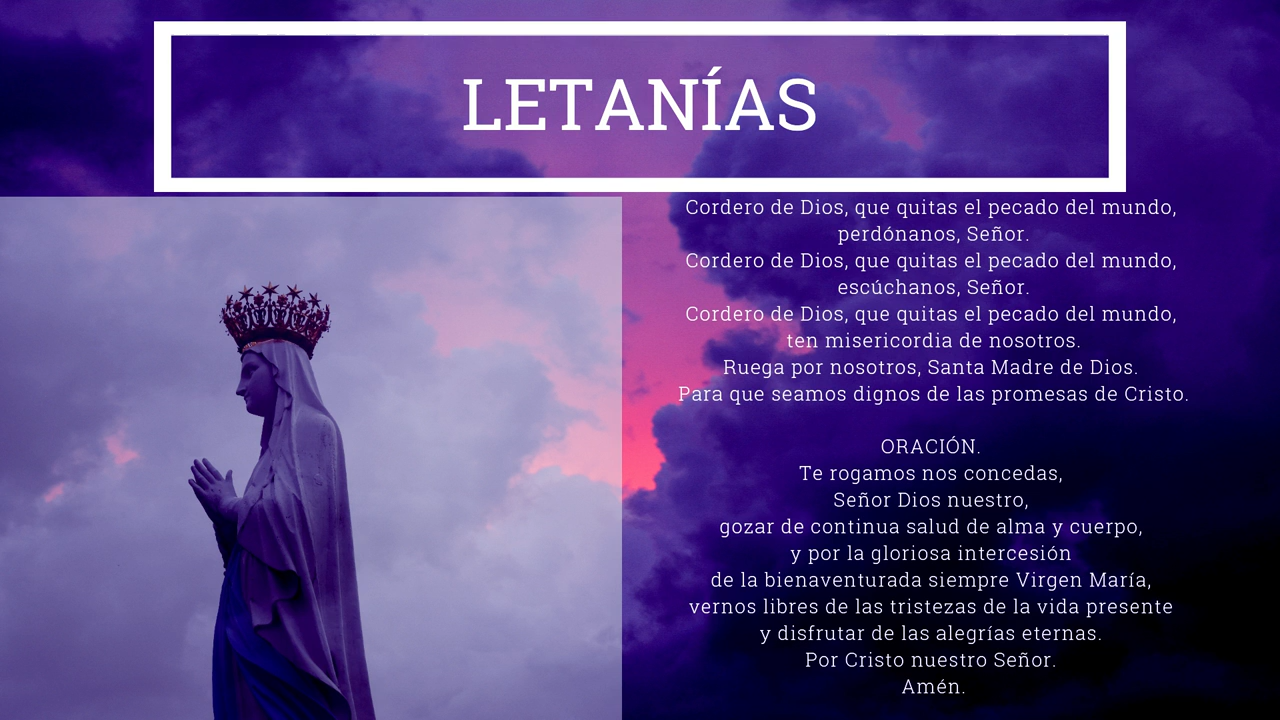 LETANÍAS
Cordero de Dios, que quitas el pecado del mundo,
perdónanos, Señor.
Cordero de Dios, que quitas el pecado del mundo,
escúchanos, Señor.
Cordero de Dios, que quitas el pecado del mundo,
ten misericordia de nosotros.
Ruega por nosotros, Santa Madre de Dios.
Para que seamos dignos de las promesas de Cristo.
ORACIÓN.
Te rogamos nos concedas,
Señor Dios nuestro,
gozar de continua salud de alma y cuerpo,
y por la gloriosa intercesión
de la bienaventurada siempre Virgen María,
vernos libres de las tristezas de la vida presente
y disfrutar de las alegrías eternas.
Por Cristo nuestro Señor.
Amén.